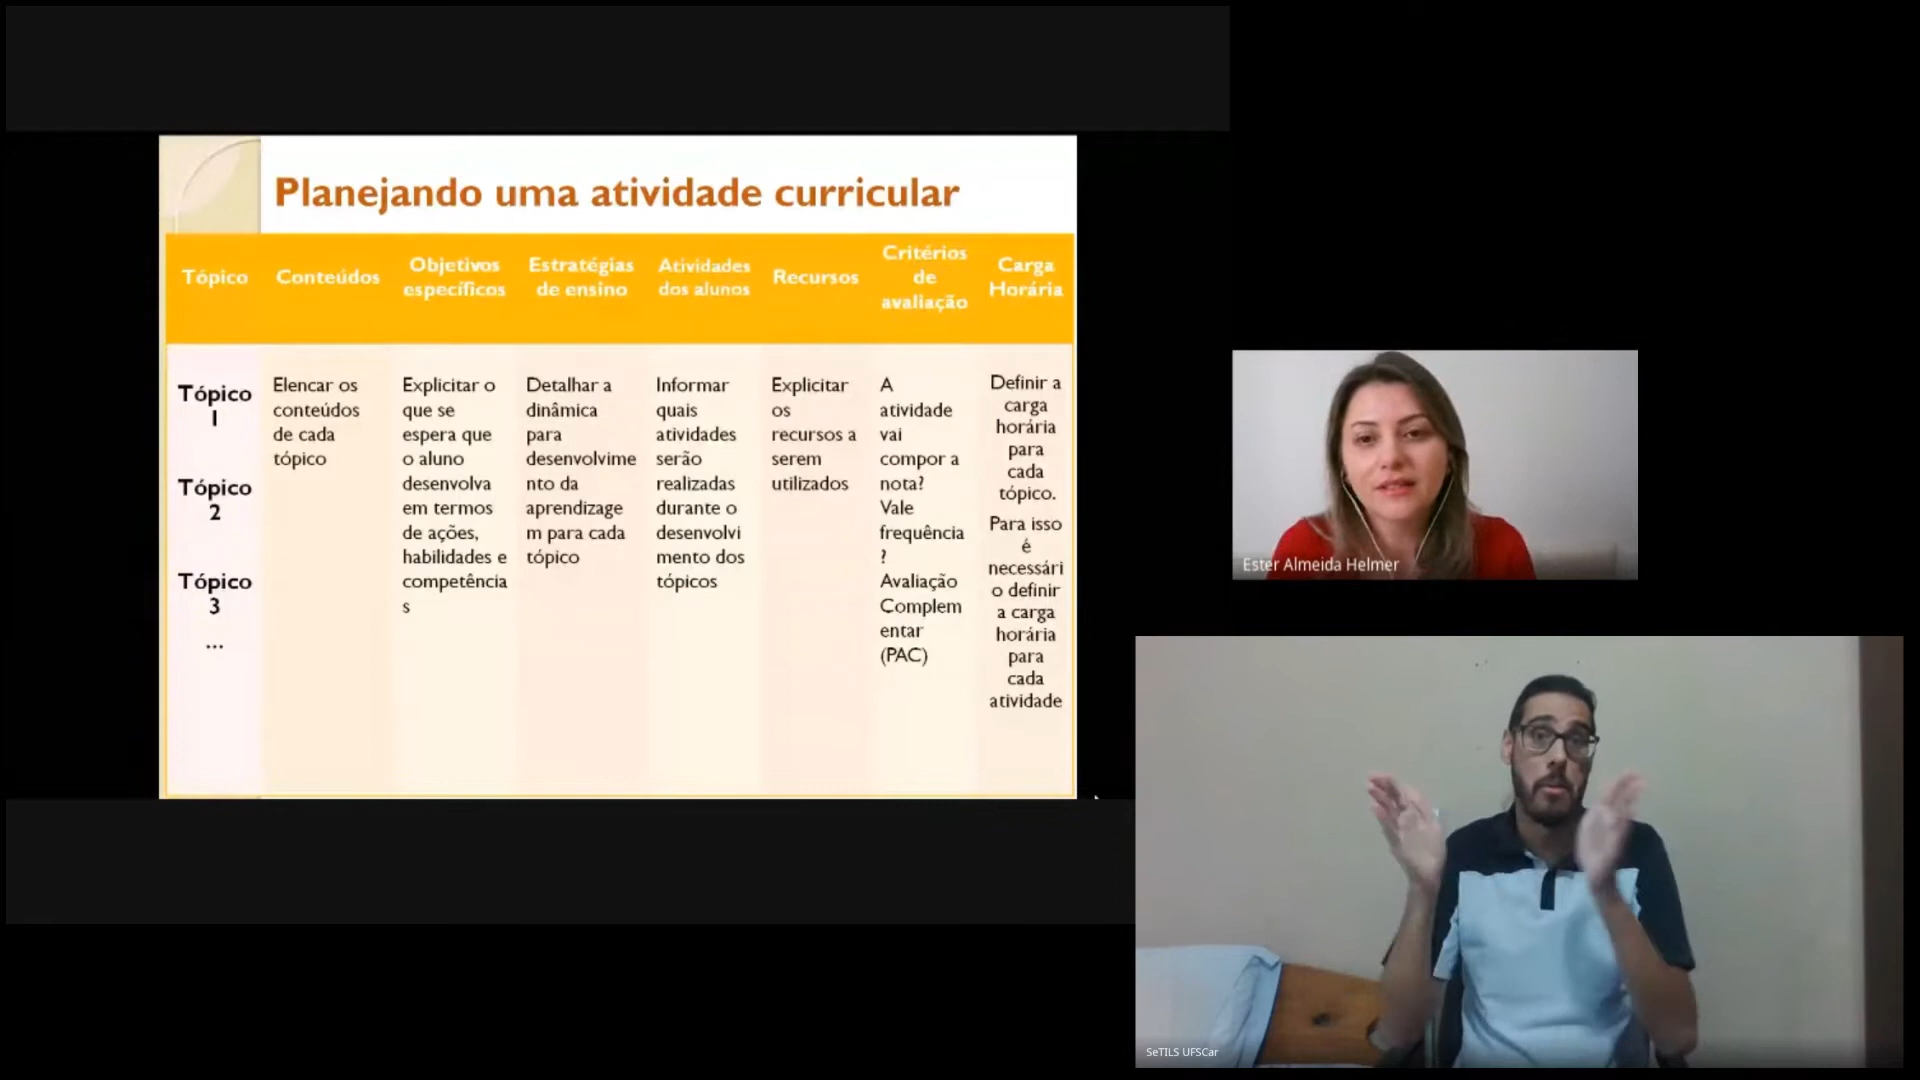 Planejando uma atividade curricular
Tópico
Conteúdos
Objetivos
específicos
Estratégias
de ensino
Atividades
dos alunos
Recursos
Critérios
de
avaliação
Carga
Horária
Tópico
1
Tópico
2
Tópico
3
...
Elencar os
conteúdos
de cada
tópico
Explicitar o
que se
espera que
o aluno
desenvolva
em termos
de ações,
habilidades e
competência
s
Detalhar a
dinâmica
para
desenvolvime
nto da
aprendizage
m para cada
tópico
Informar
quais
atividades
serão
realizadas
durante o
desenvolvi
mento dos
tópicos
Explicitar
os
recursos a
serem
utilizados
A
atividade
vai
compor a
nota?
Vale
frequência
?
Avaliação
Complem
entar
(PAC)
Definir a
carga
horária
para
cada
tópico.
Para isso
é
necessári
o definir
a carga
horária
para
cada
atividade
Ester Almeida Helmer
SeTILS UFSCar